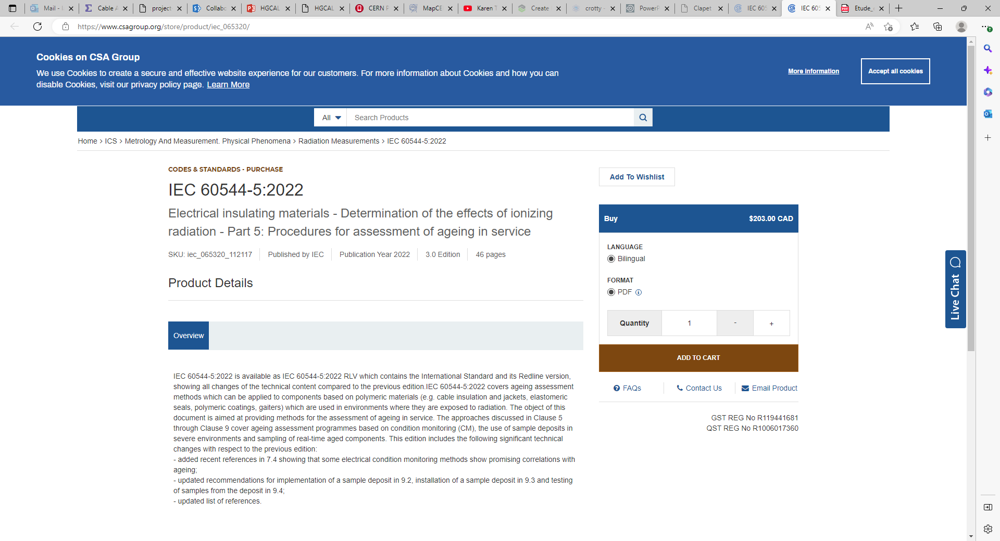 Mail -
Cable A
project
Collabo
HGCAL
HGCAL
CERN P
MapCE
Karen T
Create
crotty -
PowerP
Clapet
IEC 605
IEC 605
Etude_
https://www.csagroup.org/store/product/iec_065320/
Cookies on CSA Group
We use Cookies to create a secure and effective website experience for our customers. For more information about Cookies and how you can
disable Cookies, visit our privacy policy page. Learn More
More information
Accept all cookies
All
Search Products
Home > ICS > Metrology And Measurement. Physical Phenomena > Radiation Measurements > IEC 60544-5:2022
CODES & STANDARDS - PURCHASE
IEC 60544-5:2022
Electrical insulating materials - Determination of the effects of ionizing
radiation - Part 5: Procedures for assessment of ageing in service
SKU: iec_065320_112117
Published by IEC
Publication Year 2022
3.0 Edition
46 pages
Product Details
Overview
IEC 60544-5:2022 is available as IEC 60544-5:2022 RLV which contains the International Standard and its Redline version,
showing all changes of the technical content compared to the previous edition.IEC 60544-5:2022 covers ageing assessment
methods which can be applied to components based on polymeric materials (e.g. cable insulation and jackets, elastomeric
seals, polymeric coatings, gaiters) which are used in environments where they are exposed to radiation. The object of this
document is aimed at providing methods for the assessment of ageing in service. The approaches discussed in Clause 5
through Clause 9 cover ageing assessment programmes based on condition monitoring (CM), the use of sample deposits in
severe environments and sampling of real-time aged components. This edition includes the following significant technical
changes with respect to the previous edition:
- added recent references in 7.4 showing that some electrical condition monitoring methods show promising correlations with
ageing;
- updated recommendations for implementation of a sample deposit in 9.2, installation of a sample deposit in 9.3 and testing
of samples from the deposit in 9.4;
- updated list of references.
Add To Wishlist
Buy
$203.00 CAD
LANGUAGE
Bilingual
FORMAT
PDF
Quantity
1
-
+
ADD TO CART
FAQs
Contact Us
Email Product
GST REG No R119441681
QST REG No R1006017360
Live Chat